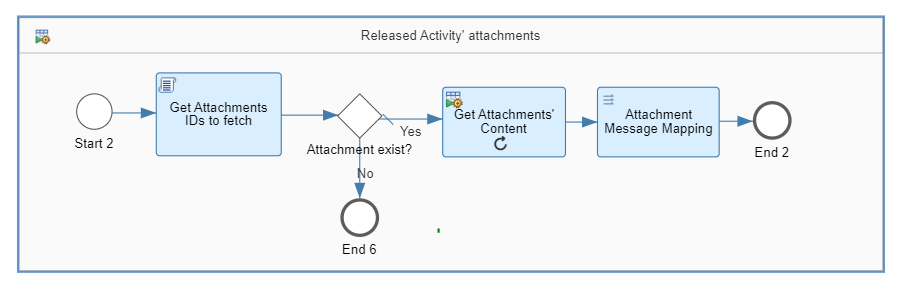 Released Activity' attachments
Start 2
Get Attachments
IDs to fetch
Attachment exist?
Yes
No
End 6
Get Attachments'
Content
Attachment
Message Mapping
End 2